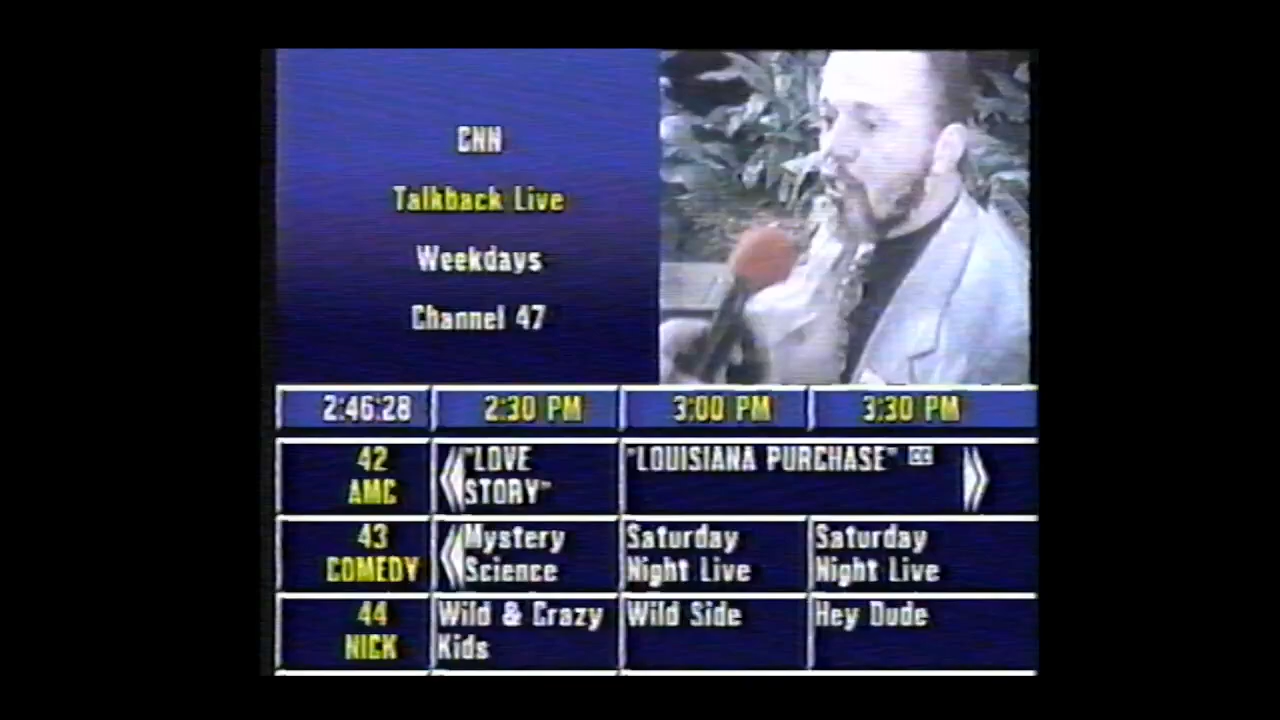 CNN
Talkback Live
Weekdays
Channel 47
2:46:28 2:30 PM 3:00 PM 3:30 PM
42 AMC "LOVE STORY" "LOUISIANA PURCHASE" CC
43 COMEDY Mystery Science Saturday Night Live Saturday Night Live
44 NICK Wild & Crazy Kids Wild Side Hey Dude